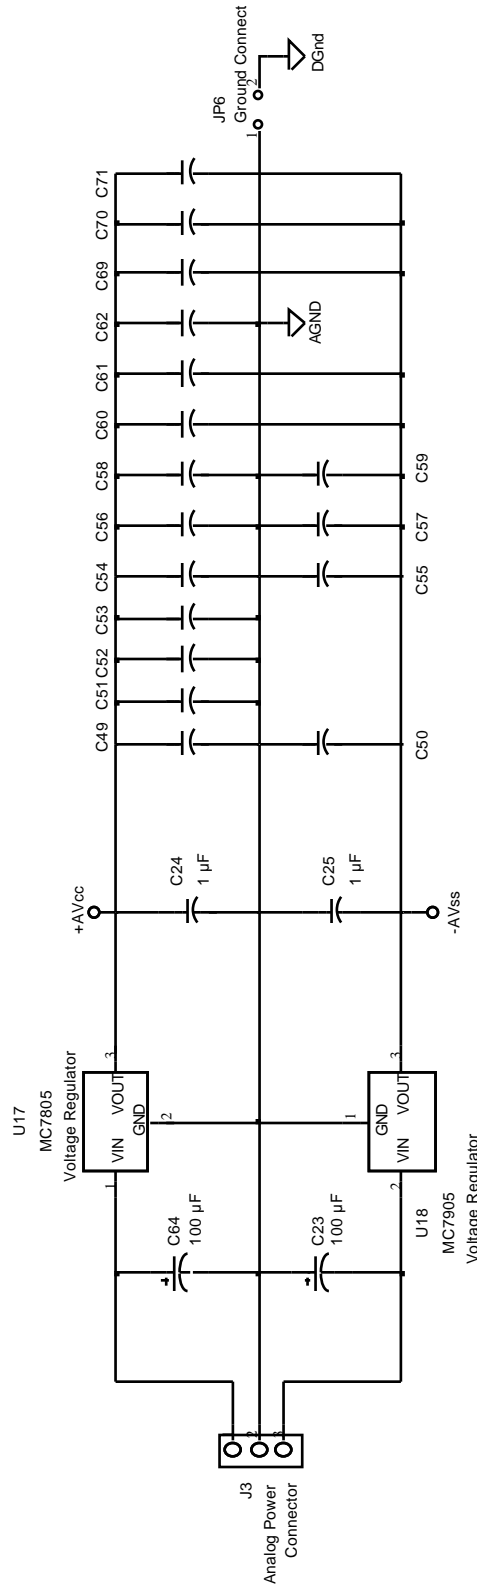 J3
Analog Power
Connector
2
3
C64
100 µF
C23
100 µF
U17
MC7805
Voltage Regulator
1
VIN
VOUT
3
GND
2
U18
MC7905
Voltage Regulator
2
VIN
VOUT
3
GND
1
+AVcc
C24
1 µF
C25
1 µF
-AVss
C49
C51
C52
C53
C54
C56
C58
C60
C61
C62
C69
C70
C71
C50
C55
C57
C59
AGND
JP6
Ground Connect
1
2
DGnd